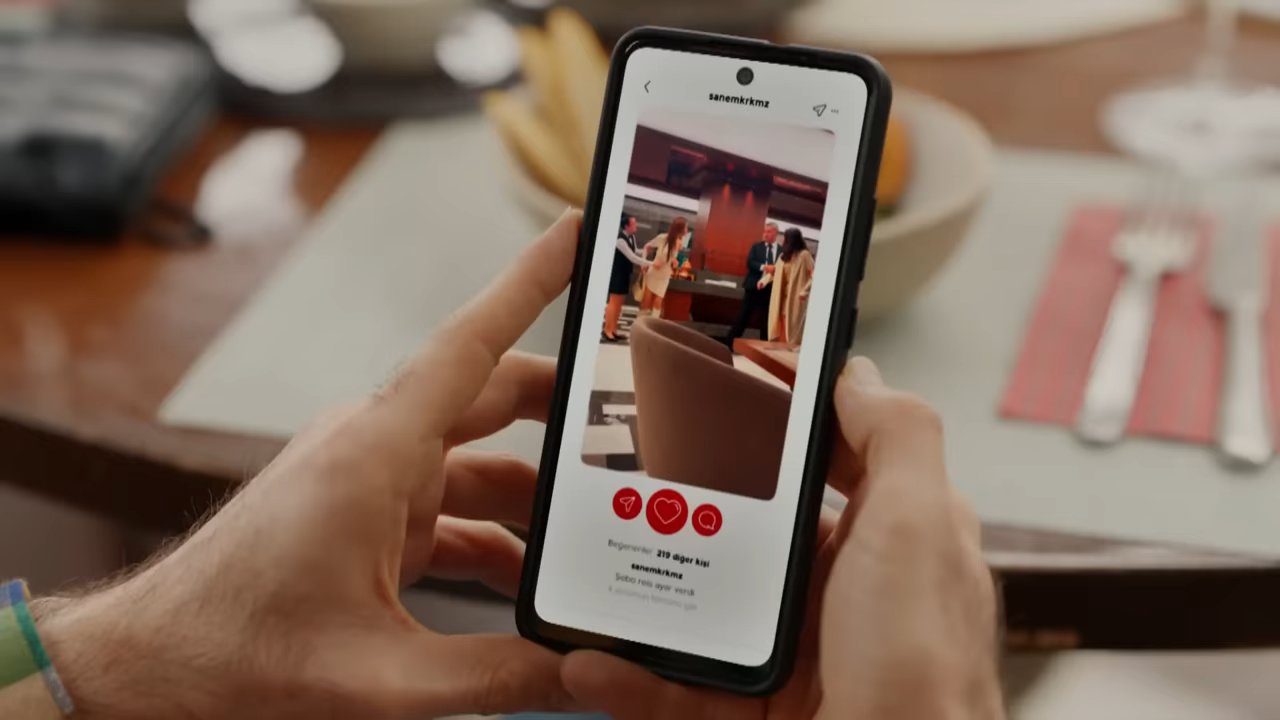 sanemkrkmz
Beğenenler 219 diğer kişi
sanemkrkmz
Şebo reis ayar verdi